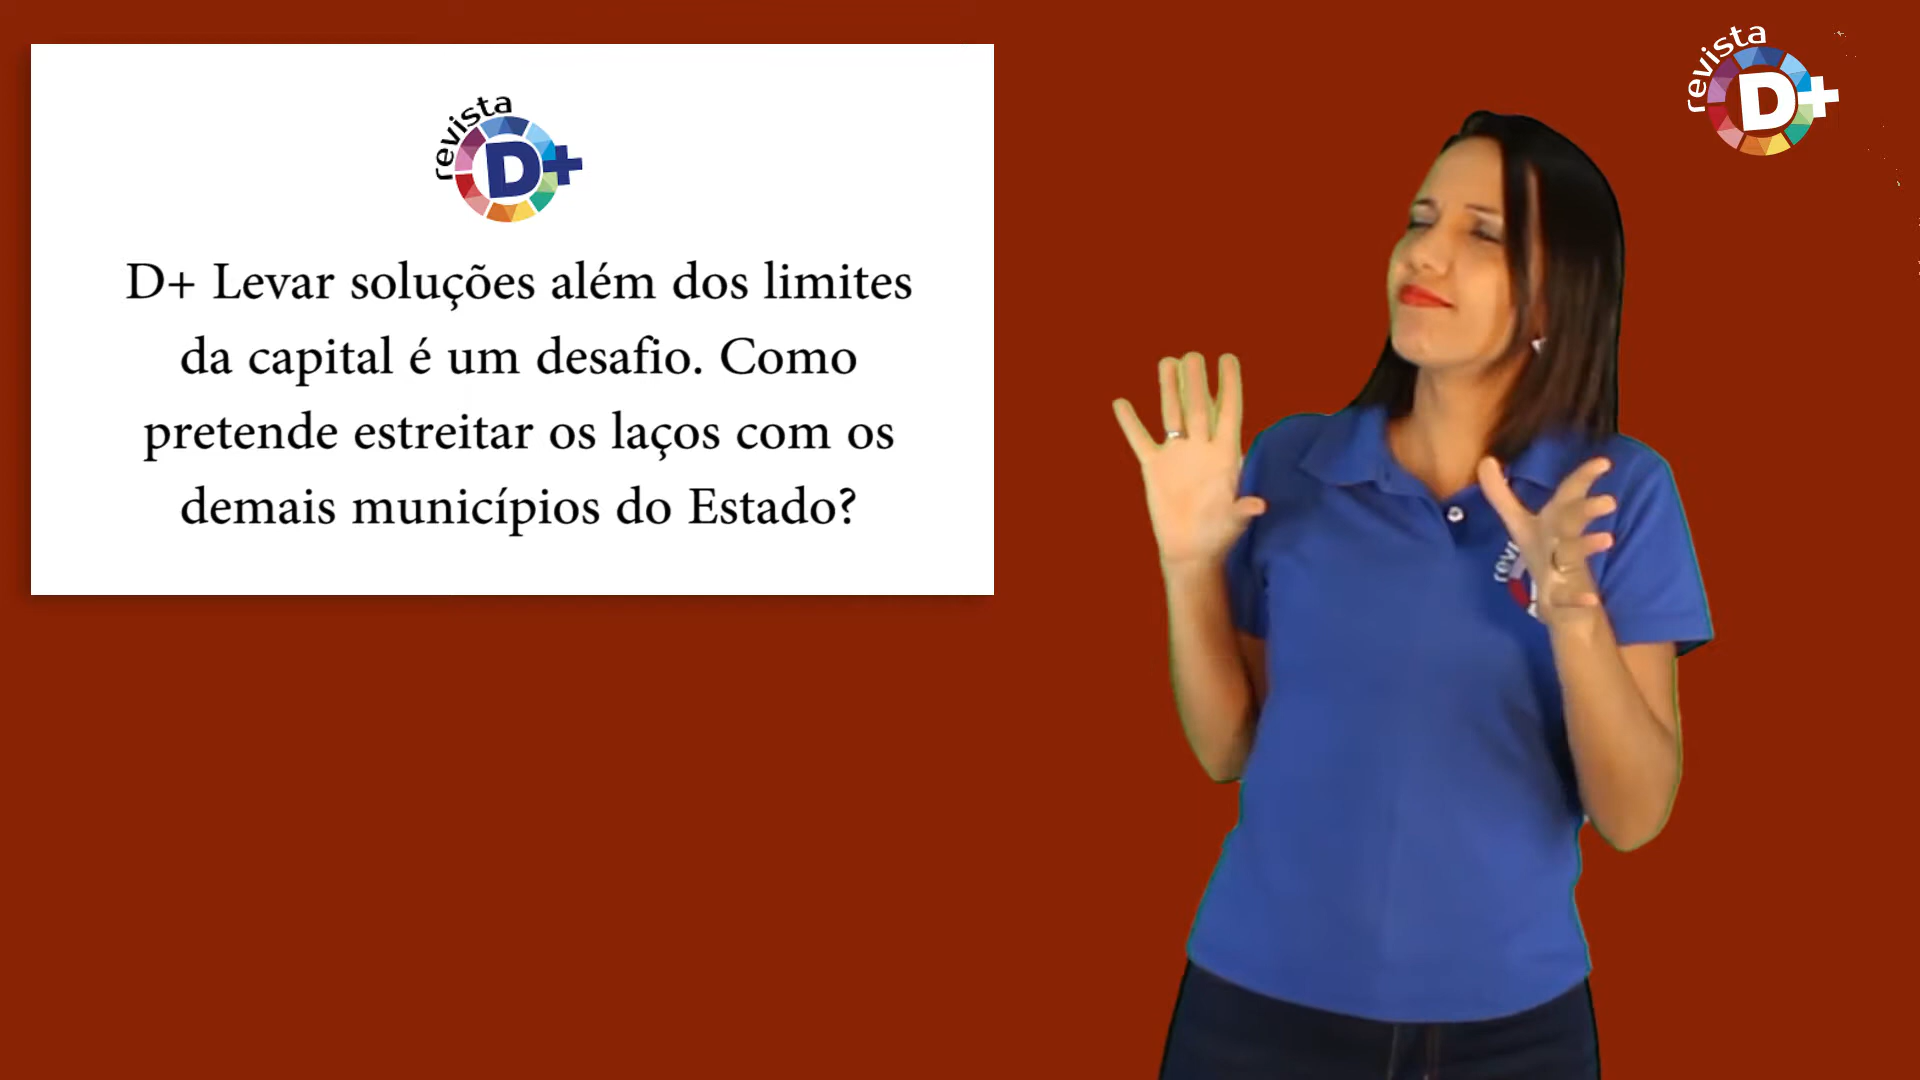 revista
D+
D+ Levar soluções além dos limites
da capital é um desafio. Como
pretende estreitar os laços com os
demais municípios do Estado?
revista
D+
revi